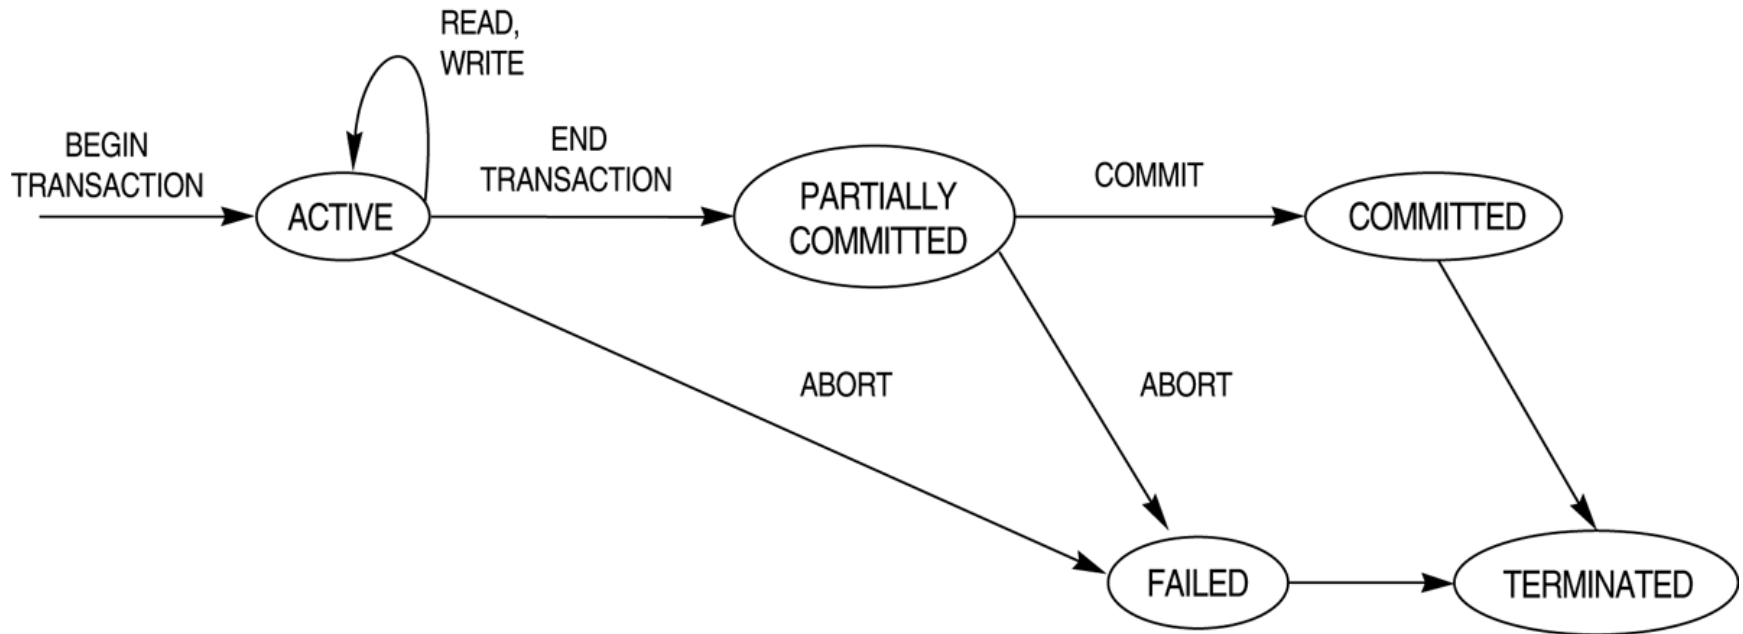 READ,
WRITE
BEGIN
TRANSACTION
END
TRANSACTION
COMMIT
ACTIVE
PARTIALLY
COMMITTED
COMMITTED
ABORT
ABORT
FAILED
TERMINATED